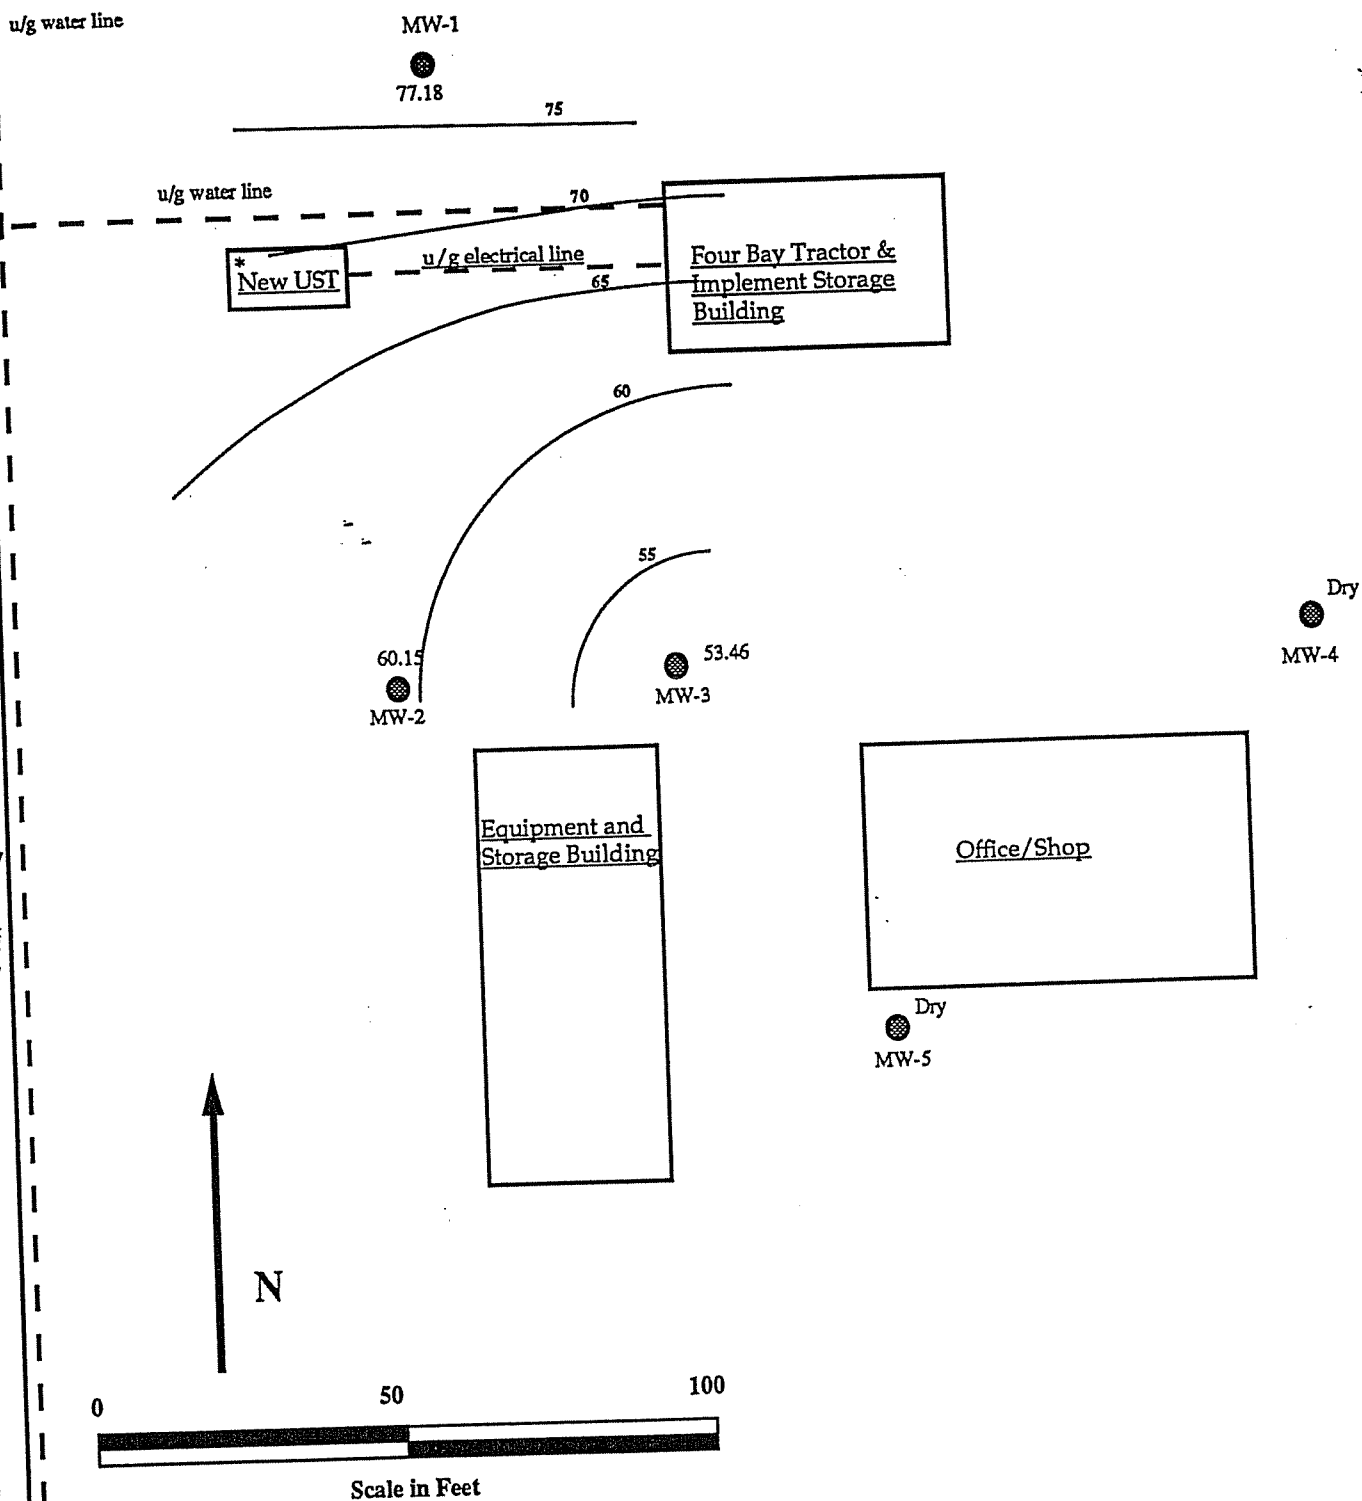 u/g water line
MW-1
77.18
75
u/g water line
70
*
New UST
u/g electrical line
65
Four Bay Tractor &
Implement Storage
Building
60
55
Dry
MW-4
60.15
MW-2
53.46
MW-3
Equipment and
Storage Building
Office/Shop
Dry
MW-5
N
0
50
100
Scale in Feet